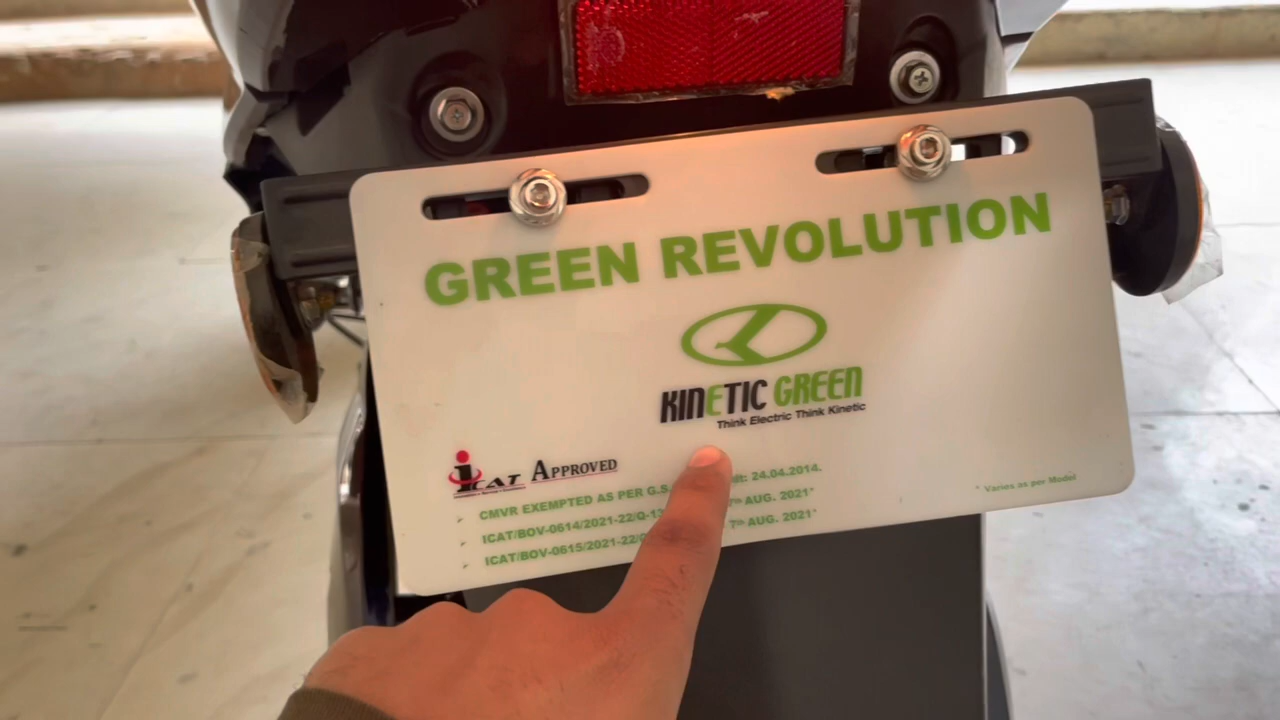 GREEN REVOLUTION
KINETIC GREEN
Think Electric Think Kinetic
iCAT APPROVED
CMVR EXEMPTED AS PER G.S. dt: 24.04.2014.
ICAT/BOV-0614/2021-22/Q-1 7th AUG. 2021*
ICAT/BOV-0615/2021-22/ 7th AUG. 2021*
* Varies as per Model